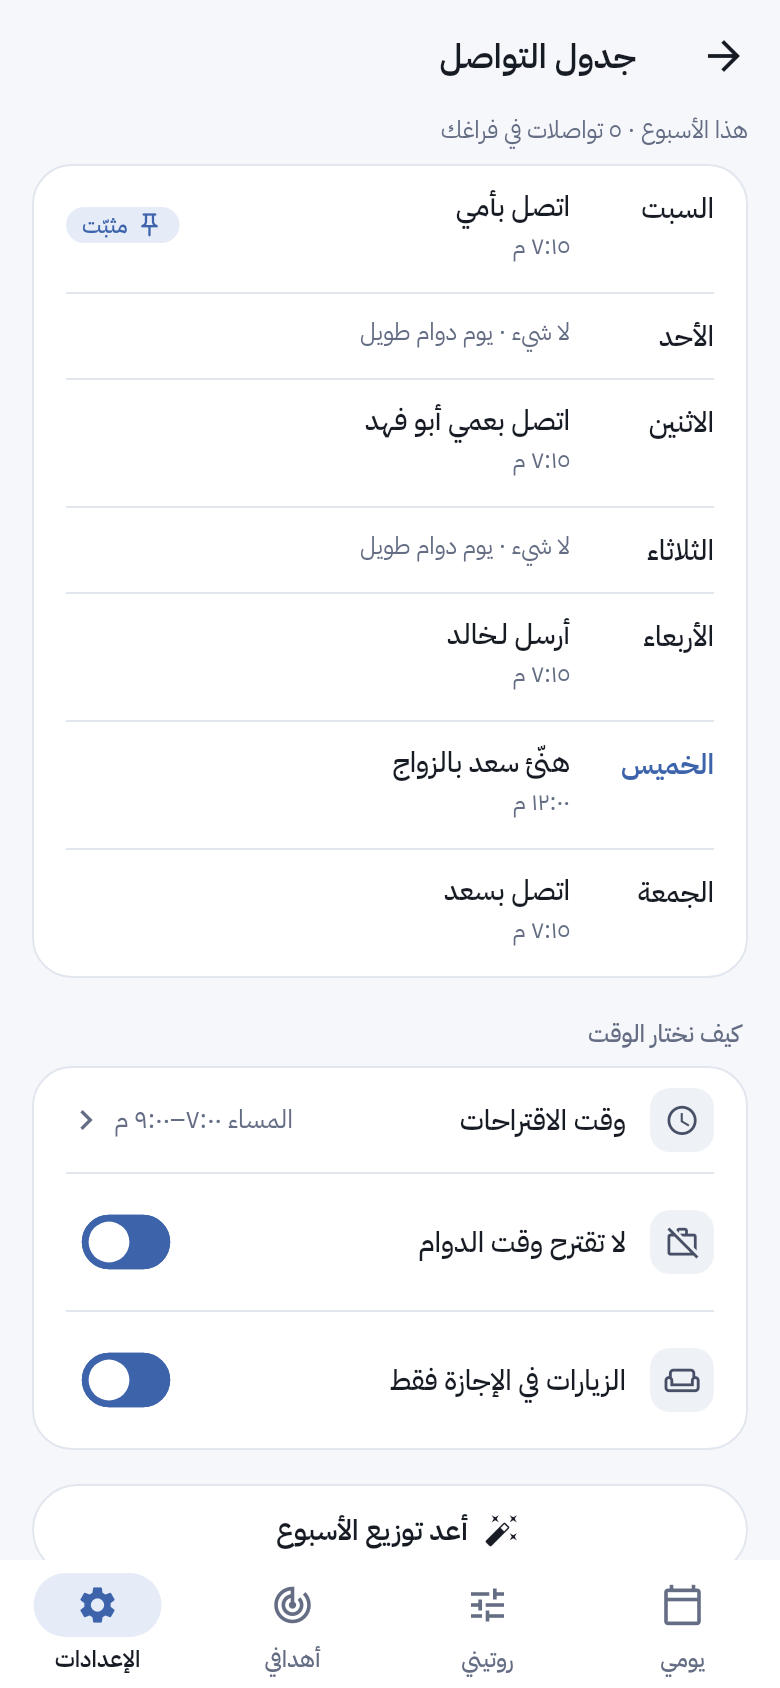 جدول التواصل
هذا الأسبوع · ٥ تواصلات في فراغك
السبت
اتصل بأمي
٧:١٥ م
مثبّت
الأحد
لا شيء · يوم دوام طويل
الاثنين
اتصل بعمي أبو فهد
٧:١٥ م
الثلاثاء
لا شيء · يوم دوام طويل
الأربعاء
أرسل لـخالد
٧:١٥ م
الخميس
هنّئ سعد بالزواج
١٢:٠٠ م
الجمعة
اتصل بسعد
٧:١٥ م
كيف نختار الوقت
وقت الاقتراحات
المساء ٧:٠٠–٩:٠٠ م
لا تقترح وقت الدوام
الزيارات في الإجازة فقط
أعد توزيع الأسبوع
يومي
روتيني
أهدافي
الإعدادات